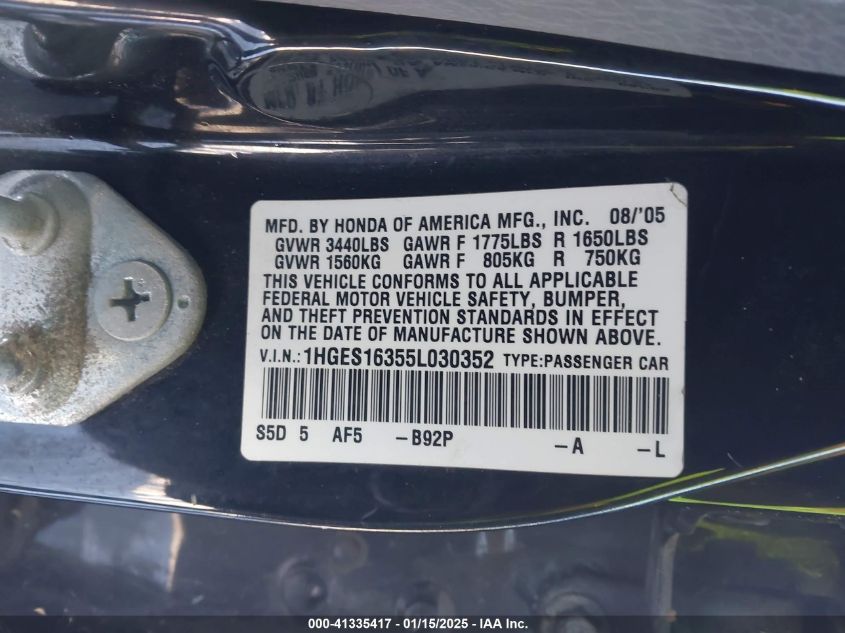 MFD. BY HONDA OF AMERICA MFG., INC. 08/'05
GVWR 3440LBS GAWR F 1775LBS R 1650LBS
GVWR 1560KG GAWR F 805KG R 750KG
THIS VEHICLE CONFORMS TO ALL APPLICABLE
FEDERAL MOTOR VEHICLE SAFETY, BUMPER,
AND THEFT PREVENTION STANDARDS IN EFFECT
ON THE DATE OF MANUFACTURE SHOWN ABOVE.
V.I.N.: 1HGES16355L030352 TYPE:PASSENGER CAR
S5D 5 AF5 -B92P -A -L
000-41335417 - 01/15/2025 - IAA Inc.